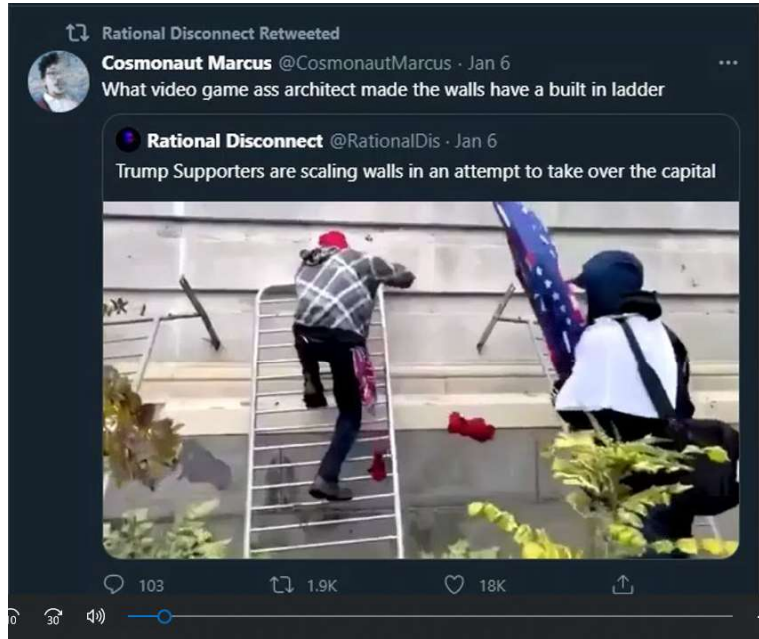 Rational Disconnect Retweeted
Cosmonaut Marcus @CosmonautMarcus · Jan 6
What video game ass architect made the walls have a built in ladder
Rational Disconnect @RationalDis · Jan 6
Trump Supporters are scaling walls in an attempt to take over the capital
103 1.9K 18K
10 30